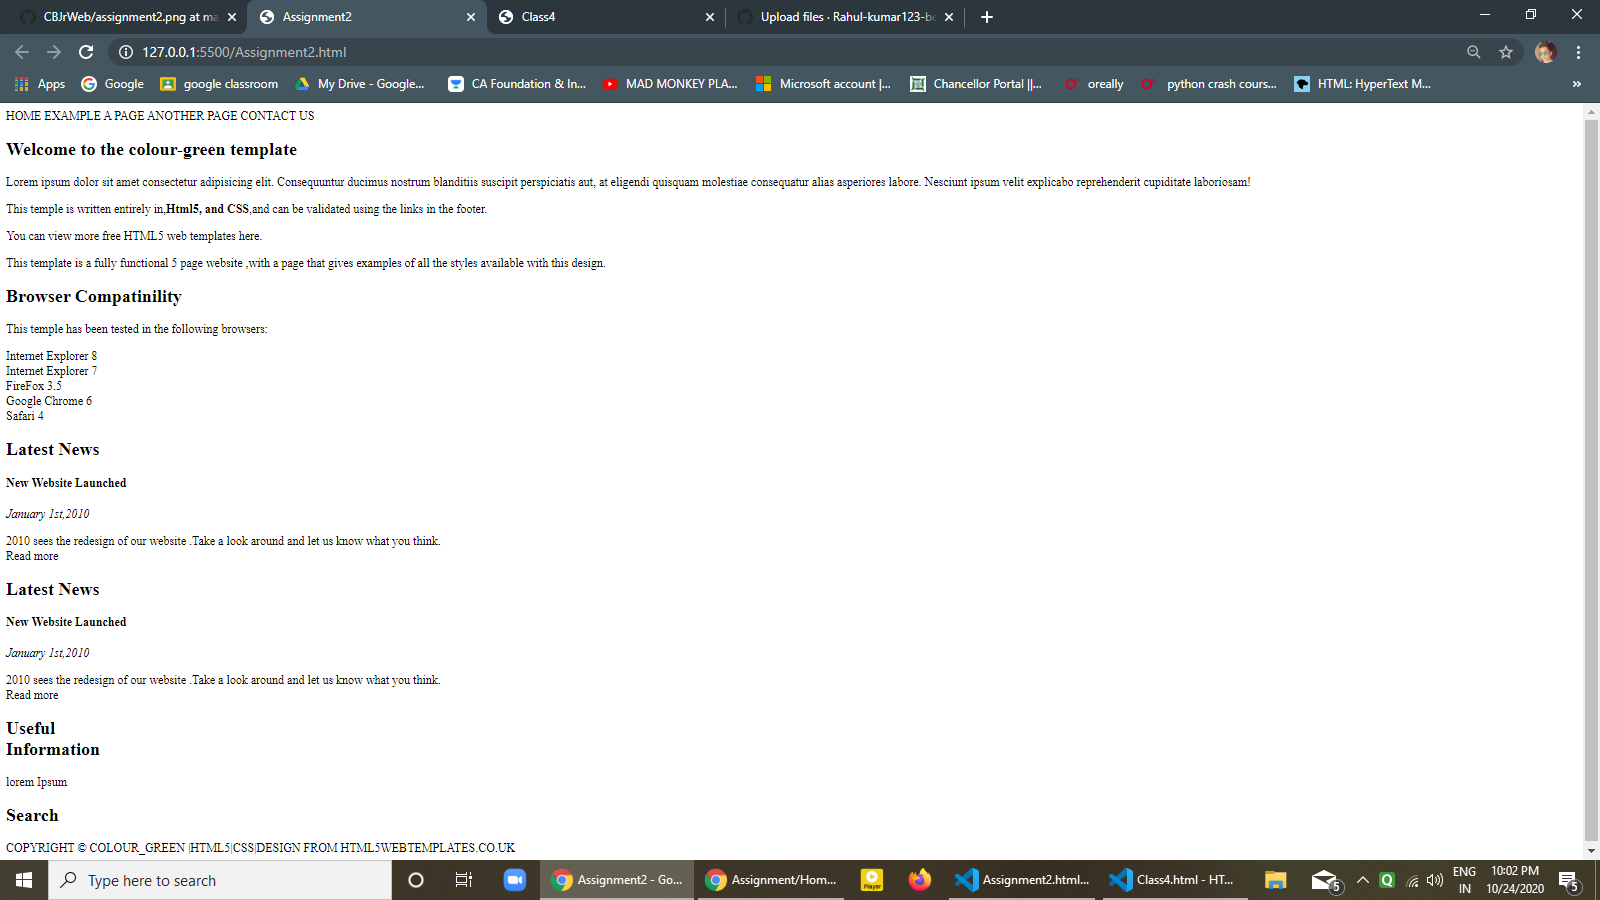 CBJrWeb/assignment2.png at ma
Assignment2
Class4
Upload files · Rahul-kumar123-be
127.0.0.1:5500/Assignment2.html
Apps
Google
google classroom
My Drive - Google...
CA Foundation & In...
MAD MONKEY PLA...
Microsoft account |...
Chancellor Portal ||...
oreally
python crash cours...
HTML: HyperText M...
»
HOME EXAMPLE A PAGE ANOTHER PAGE CONTACT US
Welcome to the colour-green template
Lorem ipsum dolor sit amet consectetur adipisicing elit. Consequuntur ducimus nostrum blanditiis suscipit perspiciatis aut, at eligendi quisquam molestiae consequatur alias asperiores labore. Nesciunt ipsum velit explicabo reprehenderit cupiditate laboriosam!
This temple is written entirely in,Html5, and CSS,and can be validated using the links in the footer.
You can view more free HTML5 web templates here.
This template is a fully functional 5 page website ,with a page that gives examples of all the styles available with this design.
Browser Compatinility
This temple has been tested in the following browsers:
Internet Explorer 8
Internet Explorer 7
FireFox 3.5
Google Chrome 6
Safari 4
Latest News
New Website Launched
January 1st,2010
2010 sees the redesign of our website .Take a look around and let us know what you think.
Read more
Latest News
New Website Launched
January 1st,2010
2010 sees the redesign of our website .Take a look around and let us know what you think.
Read more
Useful
Information
lorem Ipsum
Search
COPYRIGHT © COLOUR_GREEN |HTML5|CSS|DESIGN FROM HTML5WEBTEMPLATES.CO.UK
Type here to search
Assignment2 - Go...
Assignment/Hom...
Player
Assignment2.html...
Class4.html - HT...
5
Q
ENG
IN
10:02 PM
10/24/2020
5